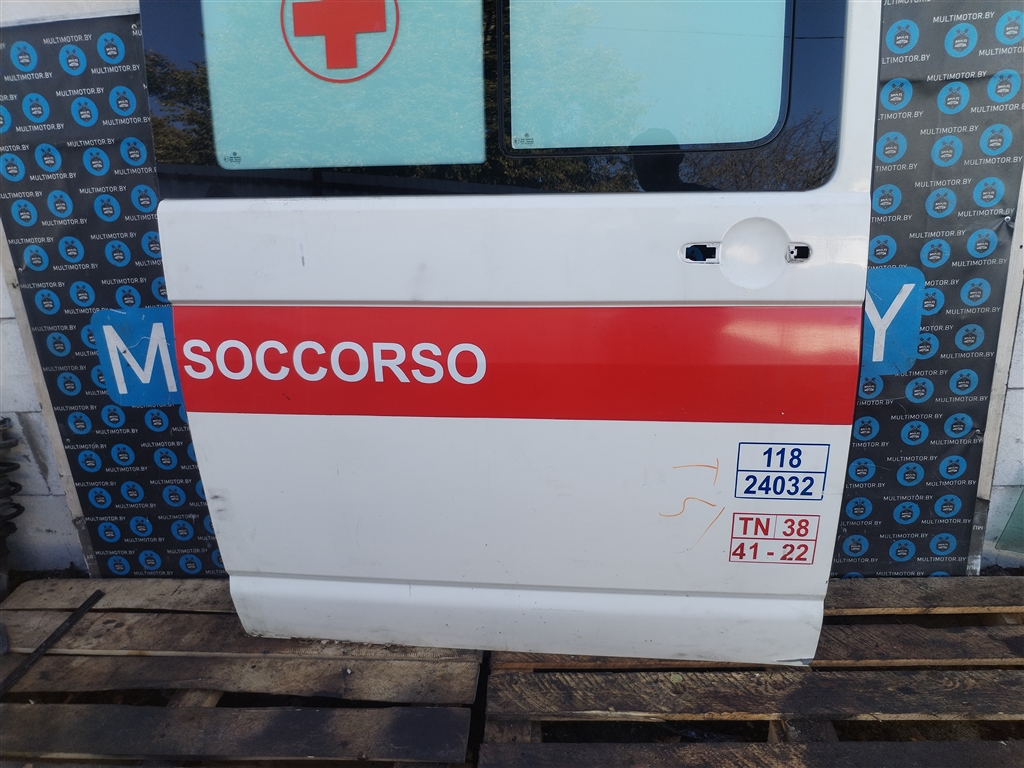 MULTIMOTOR.BY
M
SOCCORSO
Y
118
24032
TN 38
41 - 22